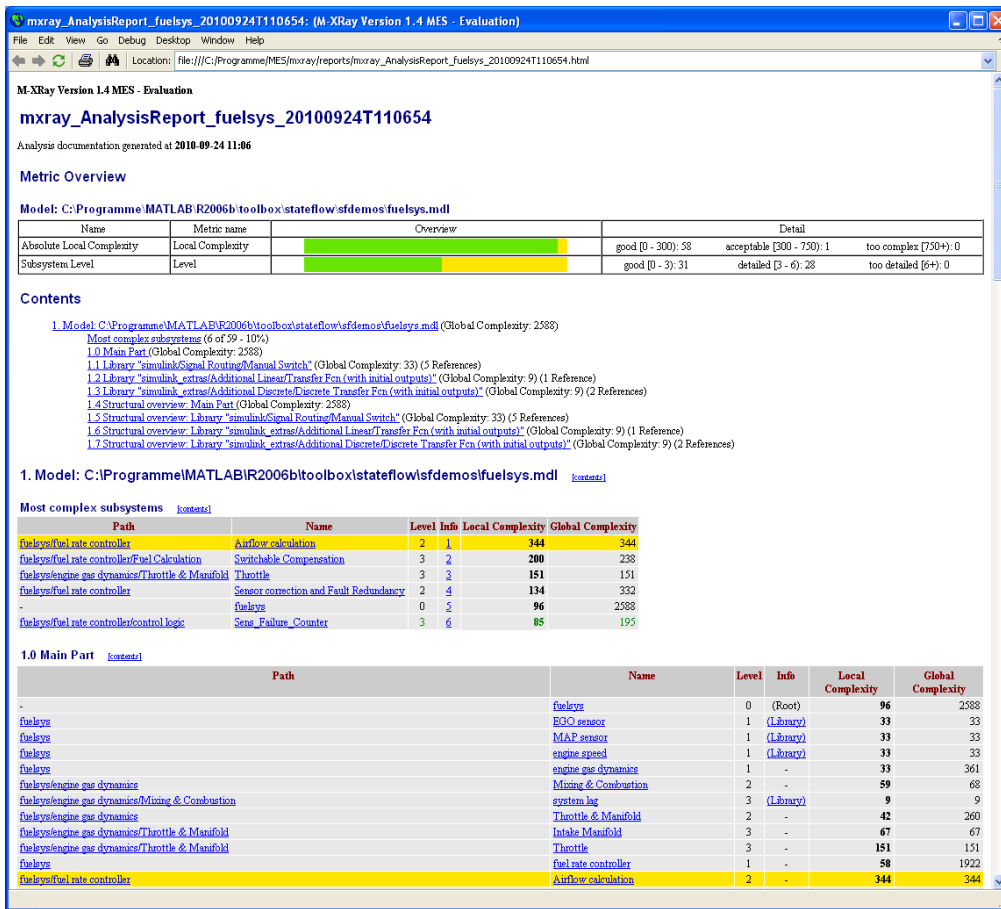 mxray_AnalysisReport_fuelsys_20100924T110654: (M-XRay Version 1.4 MES - Evaluation)
File Edit View Go Debug Desktop Window Help
Location: file:///C:/Programme/MES/mxray/reports/mxray_AnalysisReport_fuelsys_20100924T110654.html
M-XRay Version 1.4 MES - Evaluation
mxray_AnalysisReport_fuelsys_20100924T110654
Analysis documentation generated at 2010-09-24 11:06
Metric Overview
Model: C:\Programme\MATLAB\R2006b\toolbox\stateflow\sfdemos\fuelsys.mdl
Name Metric name Overview Detail
Absolute Local Complexity Local Complexity good [0 - 300): 58 acceptable [300 - 750): 1 too complex [750+): 0
Subsystem Level Level good [0 - 3): 31 detailed [3 - 6): 28 too detailed [6+): 0
Contents
1. Model: C:\Programme\MATLAB\R2006b\toolbox\stateflow\sfdemos\fuelsys.mdl (Global Complexity: 2588)
Most complex subsystems (6 of 59 - 10%)
1.0 Main Part (Global Complexity: 2588)
1.1 Library "simulink/Signal Routing/Manual Switch" (Global Complexity: 33) (5 References)
1.2 Library "simulink_extras/Additional Linear/Transfer Fcn (with initial outputs)" (Global Complexity: 9) (1 Reference)
1.3 Library "simulink_extras/Additional Discrete/Discrete Transfer Fcn (with initial outputs)" (Global Complexity: 9) (2 References)
1.4 Structural overview: Main Part (Global Complexity: 2588)
1.5 Structural overview: Library "simulink/Signal Routing/Manual Switch" (Global Complexity: 33) (5 References)
1.6 Structural overview: Library "simulink_extras/Additional Linear/Transfer Fcn (with initial outputs)" (Global Complexity: 9) (1 Reference)
1.7 Structural overview: Library "simulink_extras/Additional Discrete/Discrete Transfer Fcn (with initial outputs)" (Global Complexity: 9) (2 References)
1. Model: C:\Programme\MATLAB\R2006b\toolbox\stateflow\sfdemos\fuelsys.mdl [contents]
Most complex subsystems [contents]
Path Name Level Info Local Complexity Global Complexity
fuelsys/fuel rate controller Airflow calculation 2 1 344 344
fuelsys/fuel rate controller/Fuel Calculation Switchable Compensation 3 2 200 238
fuelsys/engine gas dynamics/Throttle & Manifold Throttle 3 3 151 151
fuelsys/fuel rate controller Sensor correction and Fault Redundancy 2 4 134 332
- fuelsys 0 5 96 2588
fuelsys/fuel rate controller/control logic Sens_Failure_Counter 3 6 85 195
1.0 Main Part [contents]
Path Name Level Info Local Complexity Global Complexity
- fuelsys 0 (Root) 96 2588
fuelsys EGO sensor 1 (Library) 33 33
fuelsys MAP sensor 1 (Library) 33 33
fuelsys engine speed 1 (Library) 33 33
fuelsys engine gas dynamics 1 - 33 361
fuelsys/engine gas dynamics Mixing & Combustion 2 - 59 68
fuelsys/engine gas dynamics/Mixing & Combustion system lag 3 (Library) 9 9
fuelsys/engine gas dynamics Throttle & Manifold 2 - 42 260
fuelsys/engine gas dynamics/Throttle & Manifold Intake Manifold 3 - 67 67
fuelsys/engine gas dynamics/Throttle & Manifold Throttle 3 - 151 151
fuelsys fuel rate controller 1 - 58 1922
fuelsys/fuel rate controller Airflow calculation 2 - 344 344